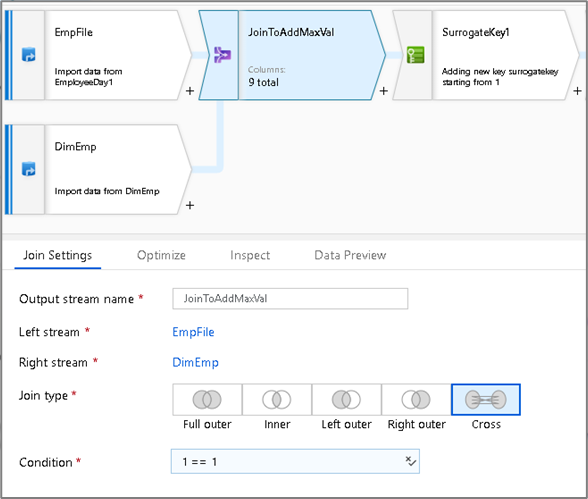 EmpFile
Import data from
EmployeeDay1
+
JoinToAddMaxVal
Columns:
9 total
+
SurrogateKey1
Adding new key surrogatekey
starting from 1
+
DimEmp
Import data from DimEmp
+
Join Settings
Optimize
Inspect
Data Preview
Output stream name *
JoinToAddMaxVal
Left stream *
EmpFile
Right stream *
DimEmp
Join type *
Full outer
Inner
Left outer
Right outer
Cross
Condition *
1 == 1